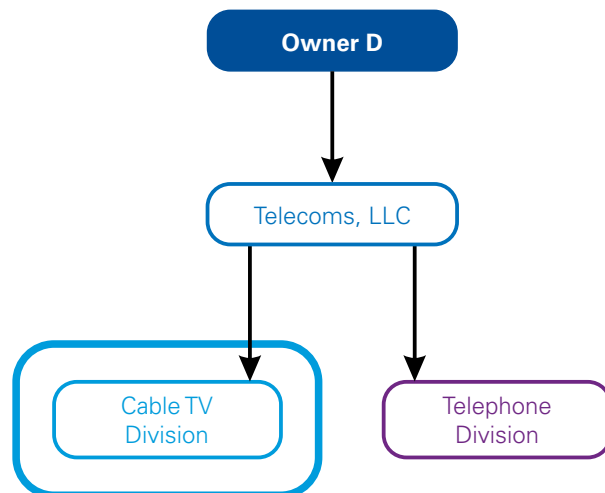 Owner D
Telecoms, LLC
Cable TV
Division
Telephone
Division